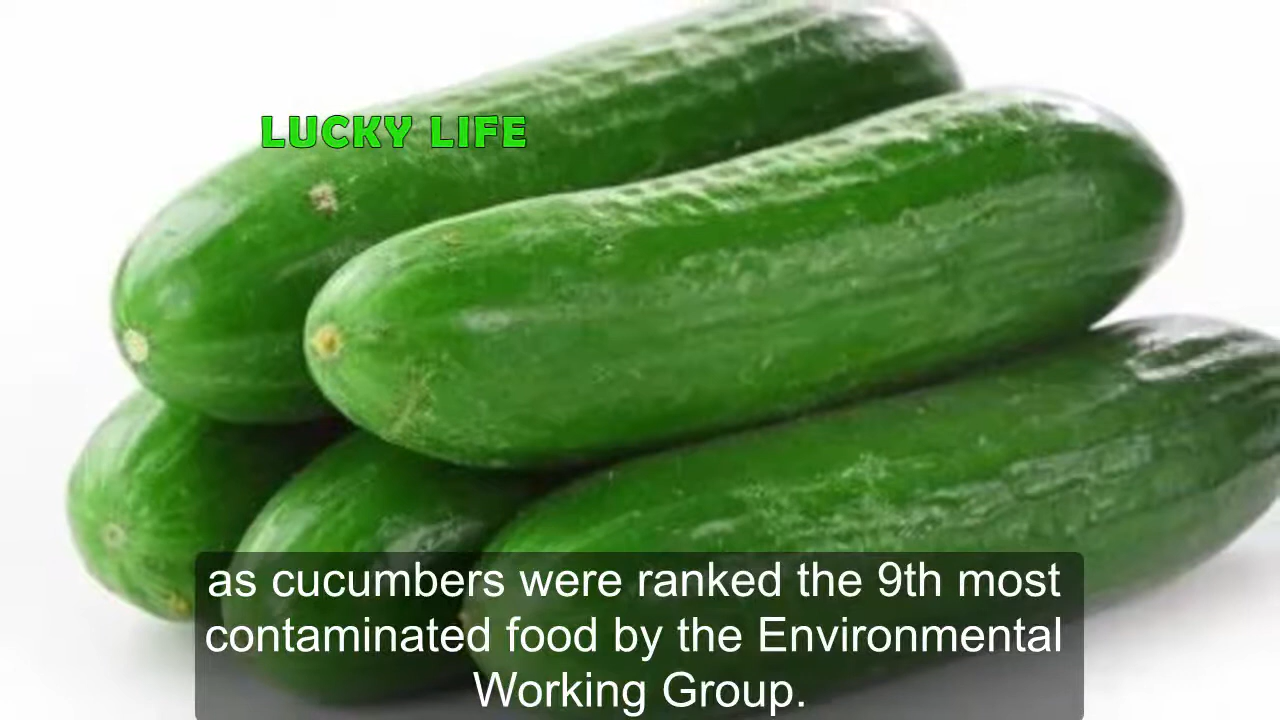 LUCKY LIFE
as cucumbers were ranked the 9th most
contaminated food by the Environmental
Working Group.